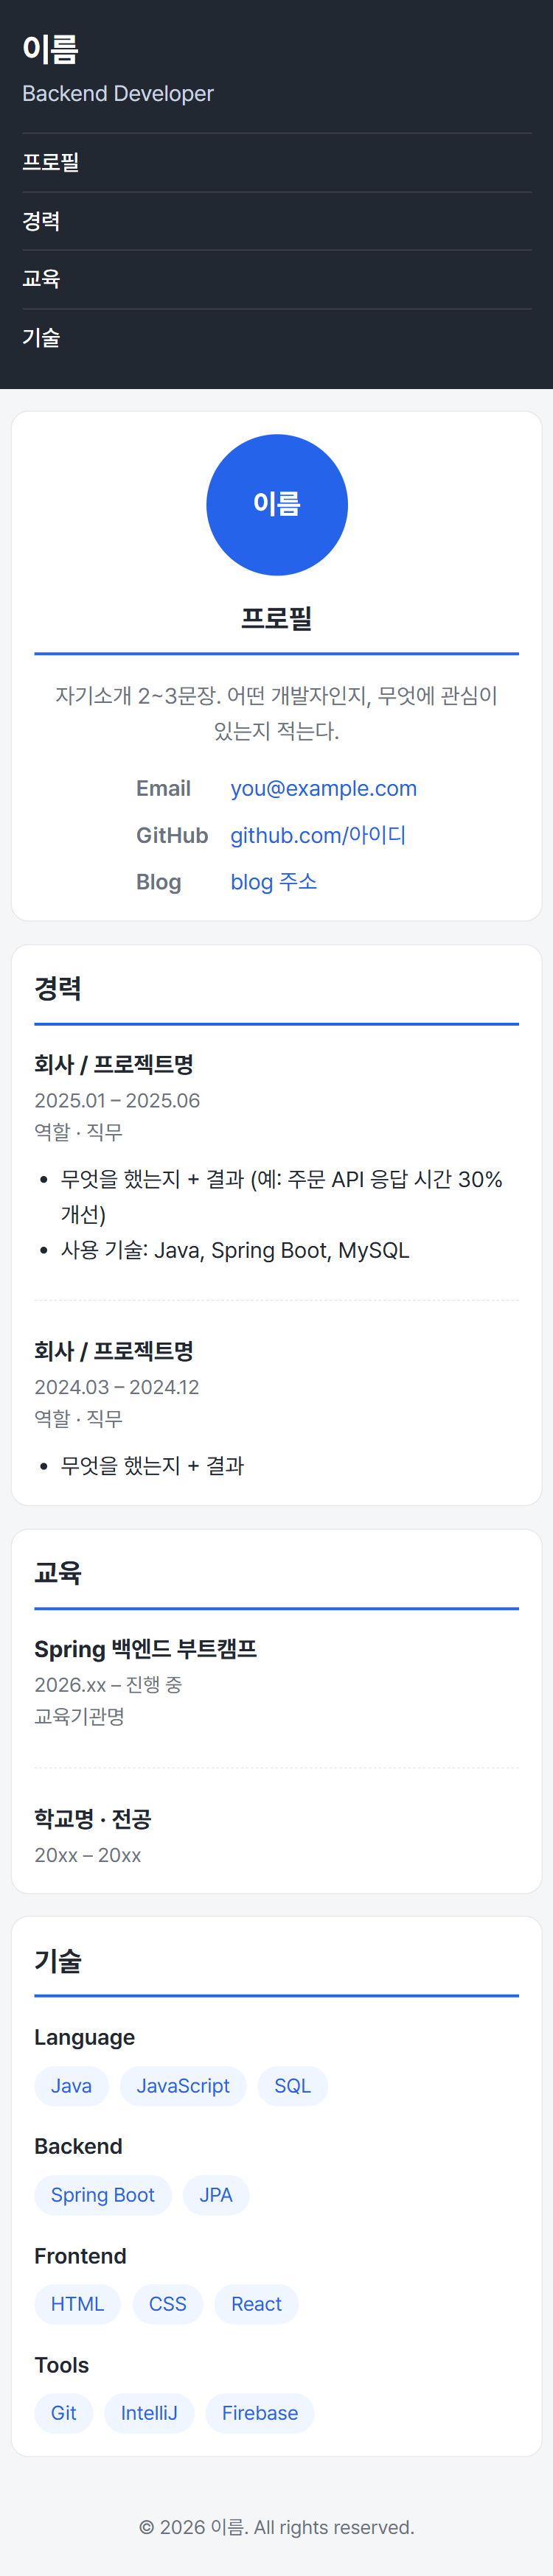 이름
Backend Developer
프로필
경력
교육
기술
이름
프로필
자기소개 2~3문장. 어떤 개발자인지, 무엇에 관심이
있는지 적는다.
Email you@example.com
GitHub github.com/아이디
Blog blog 주소
경력
회사 / 프로젝트명
2025.01 – 2025.06
역할 · 직무
• 무엇을 했는지 + 결과 (예: 주문 API 응답 시간 30%
개선)
• 사용 기술: Java, Spring Boot, MySQL
회사 / 프로젝트명
2024.03 – 2024.12
역할 · 직무
• 무엇을 했는지 + 결과
교육
Spring 백엔드 부트캠프
2026.xx – 진행 중
교육기관명
학교명 · 전공
20xx – 20xx
기술
Language
Java JavaScript SQL
Backend
Spring Boot JPA
Frontend
HTML CSS React
Tools
Git IntelliJ Firebase
© 2026 이름. All rights reserved.